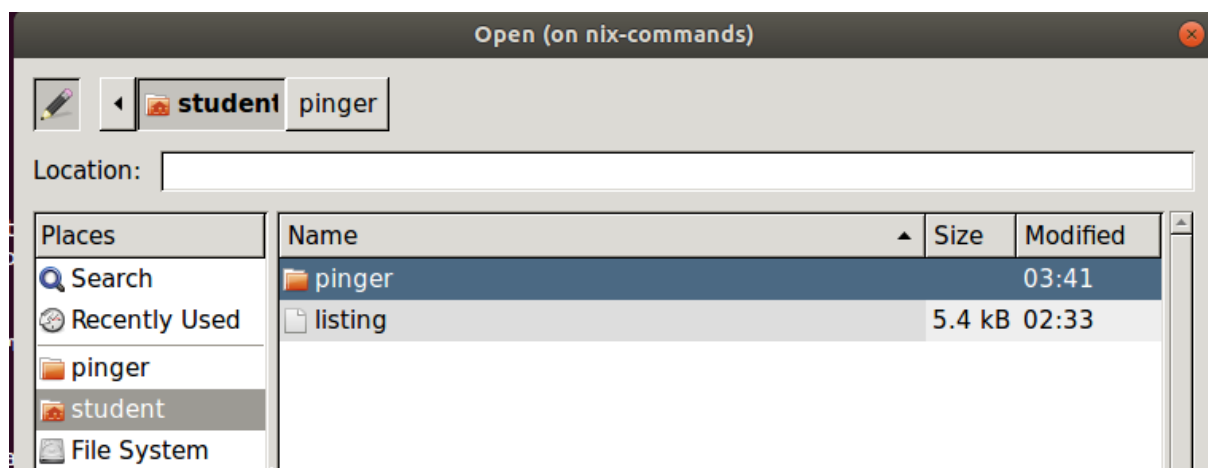 Open (on nix-commands)
student pinger
Location:
Places Name Size Modified
Search pinger 03:41
Recently Used listing 5.4 kB 02:33
pinger
student
File System